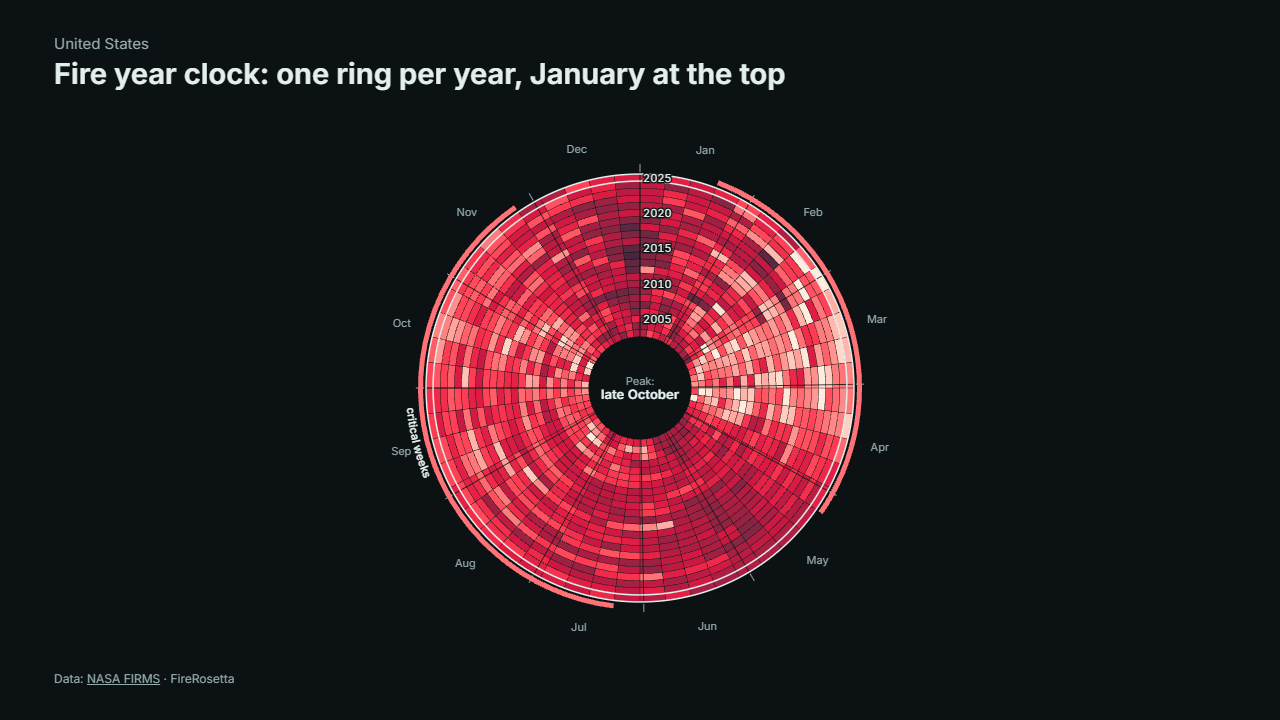 United States
Fire year clock: one ring per year, January at the top
Dec
Jan
2025
Nov
2020
Feb
2015
2010
Oct
2005
Mar
Peak:
late October
critical weeks
Sep
Apr
Aug
May
Jul
Jun
Data: NASA FIRMS · FireRosetta